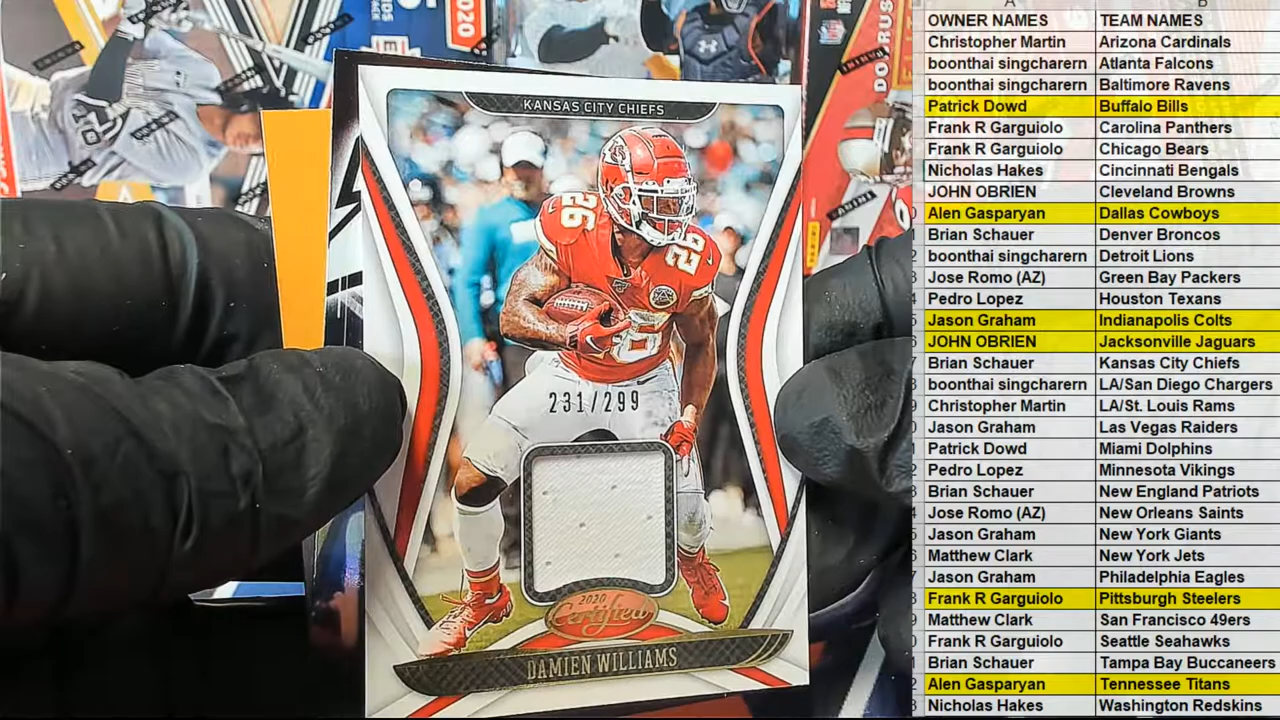 2020
DONRUSS
PANINI
KANSAS CITY CHIEFS
26
26
26
231/299
2020
Certified
DAMIEN WILLIAMS
A B
OWNER NAMES TEAM NAMES
Christopher Martin Arizona Cardinals
boonthai singcharern Atlanta Falcons
boonthai singcharern Baltimore Ravens
Patrick Dowd Buffalo Bills
Frank R Garguiolo Carolina Panthers
Frank R Garguiolo Chicago Bears
Nicholas Hakes Cincinnati Bengals
JOHN OBRIEN Cleveland Browns
Alen Gasparyan Dallas Cowboys
Brian Schauer Denver Broncos
boonthai singcharern Detroit Lions
Jose Romo (AZ) Green Bay Packers
Pedro Lopez Houston Texans
Jason Graham Indianapolis Colts
JOHN OBRIEN Jacksonville Jaguars
Brian Schauer Kansas City Chiefs
boonthai singcharern LA/San Diego Chargers
Christopher Martin LA/St. Louis Rams
Jason Graham Las Vegas Raiders
Patrick Dowd Miami Dolphins
Pedro Lopez Minnesota Vikings
Brian Schauer New England Patriots
Jose Romo (AZ) New Orleans Saints
Jason Graham New York Giants
Matthew Clark New York Jets
Jason Graham Philadelphia Eagles
Frank R Garguiolo Pittsburgh Steelers
Matthew Clark San Francisco 49ers
Frank R Garguiolo Seattle Seahawks
Brian Schauer Tampa Bay Buccaneers
Alen Gasparyan Tennessee Titans
Nicholas Hakes Washington Redskins